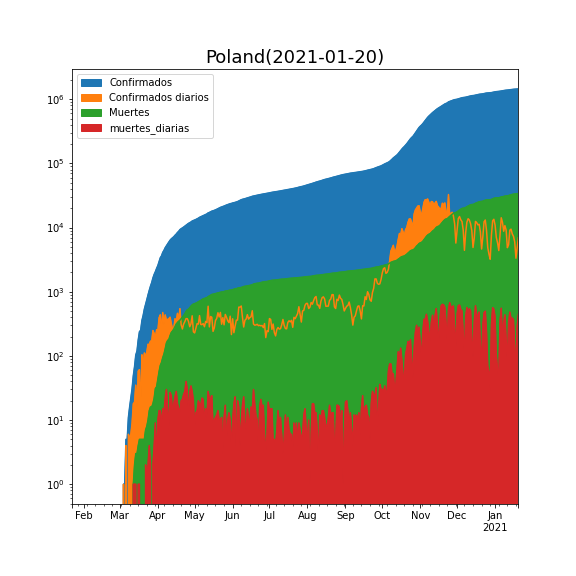 Poland(2021-01-20)
Confirmados
Confirmados diarios
Muertes
muertes_diarias
10^6
10^5
10^4
10^3
10^2
10^1
10^0
Feb Mar Apr May Jun Jul Aug Sep Oct Nov Dec Jan
2021